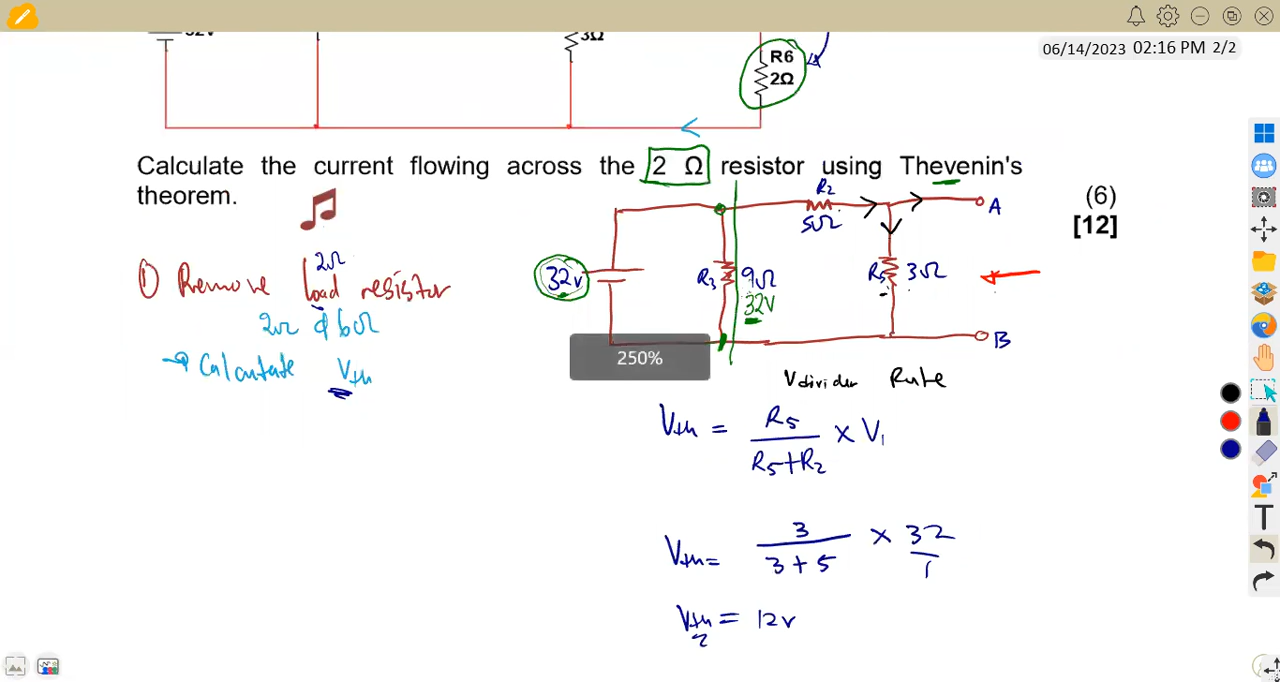 06/14/2023 02:16 PM 2/2
3Ω
R6
2Ω
Calculate the current flowing across the 2 Ω resistor using Thevenin's
theorem.
(6)
[12]
R2
5Ω
A
32v
R3
9Ω
32V
R5
3Ω
B
① Remove load resistor
2Ω
2Ω & 6Ω
→ Calculate Vth
250%
Vdivider Rule
Vth = R5 / R5+R2 × V1
Vth = 3 / 3 + 5 × 32 / 1
Vth = 12v
T